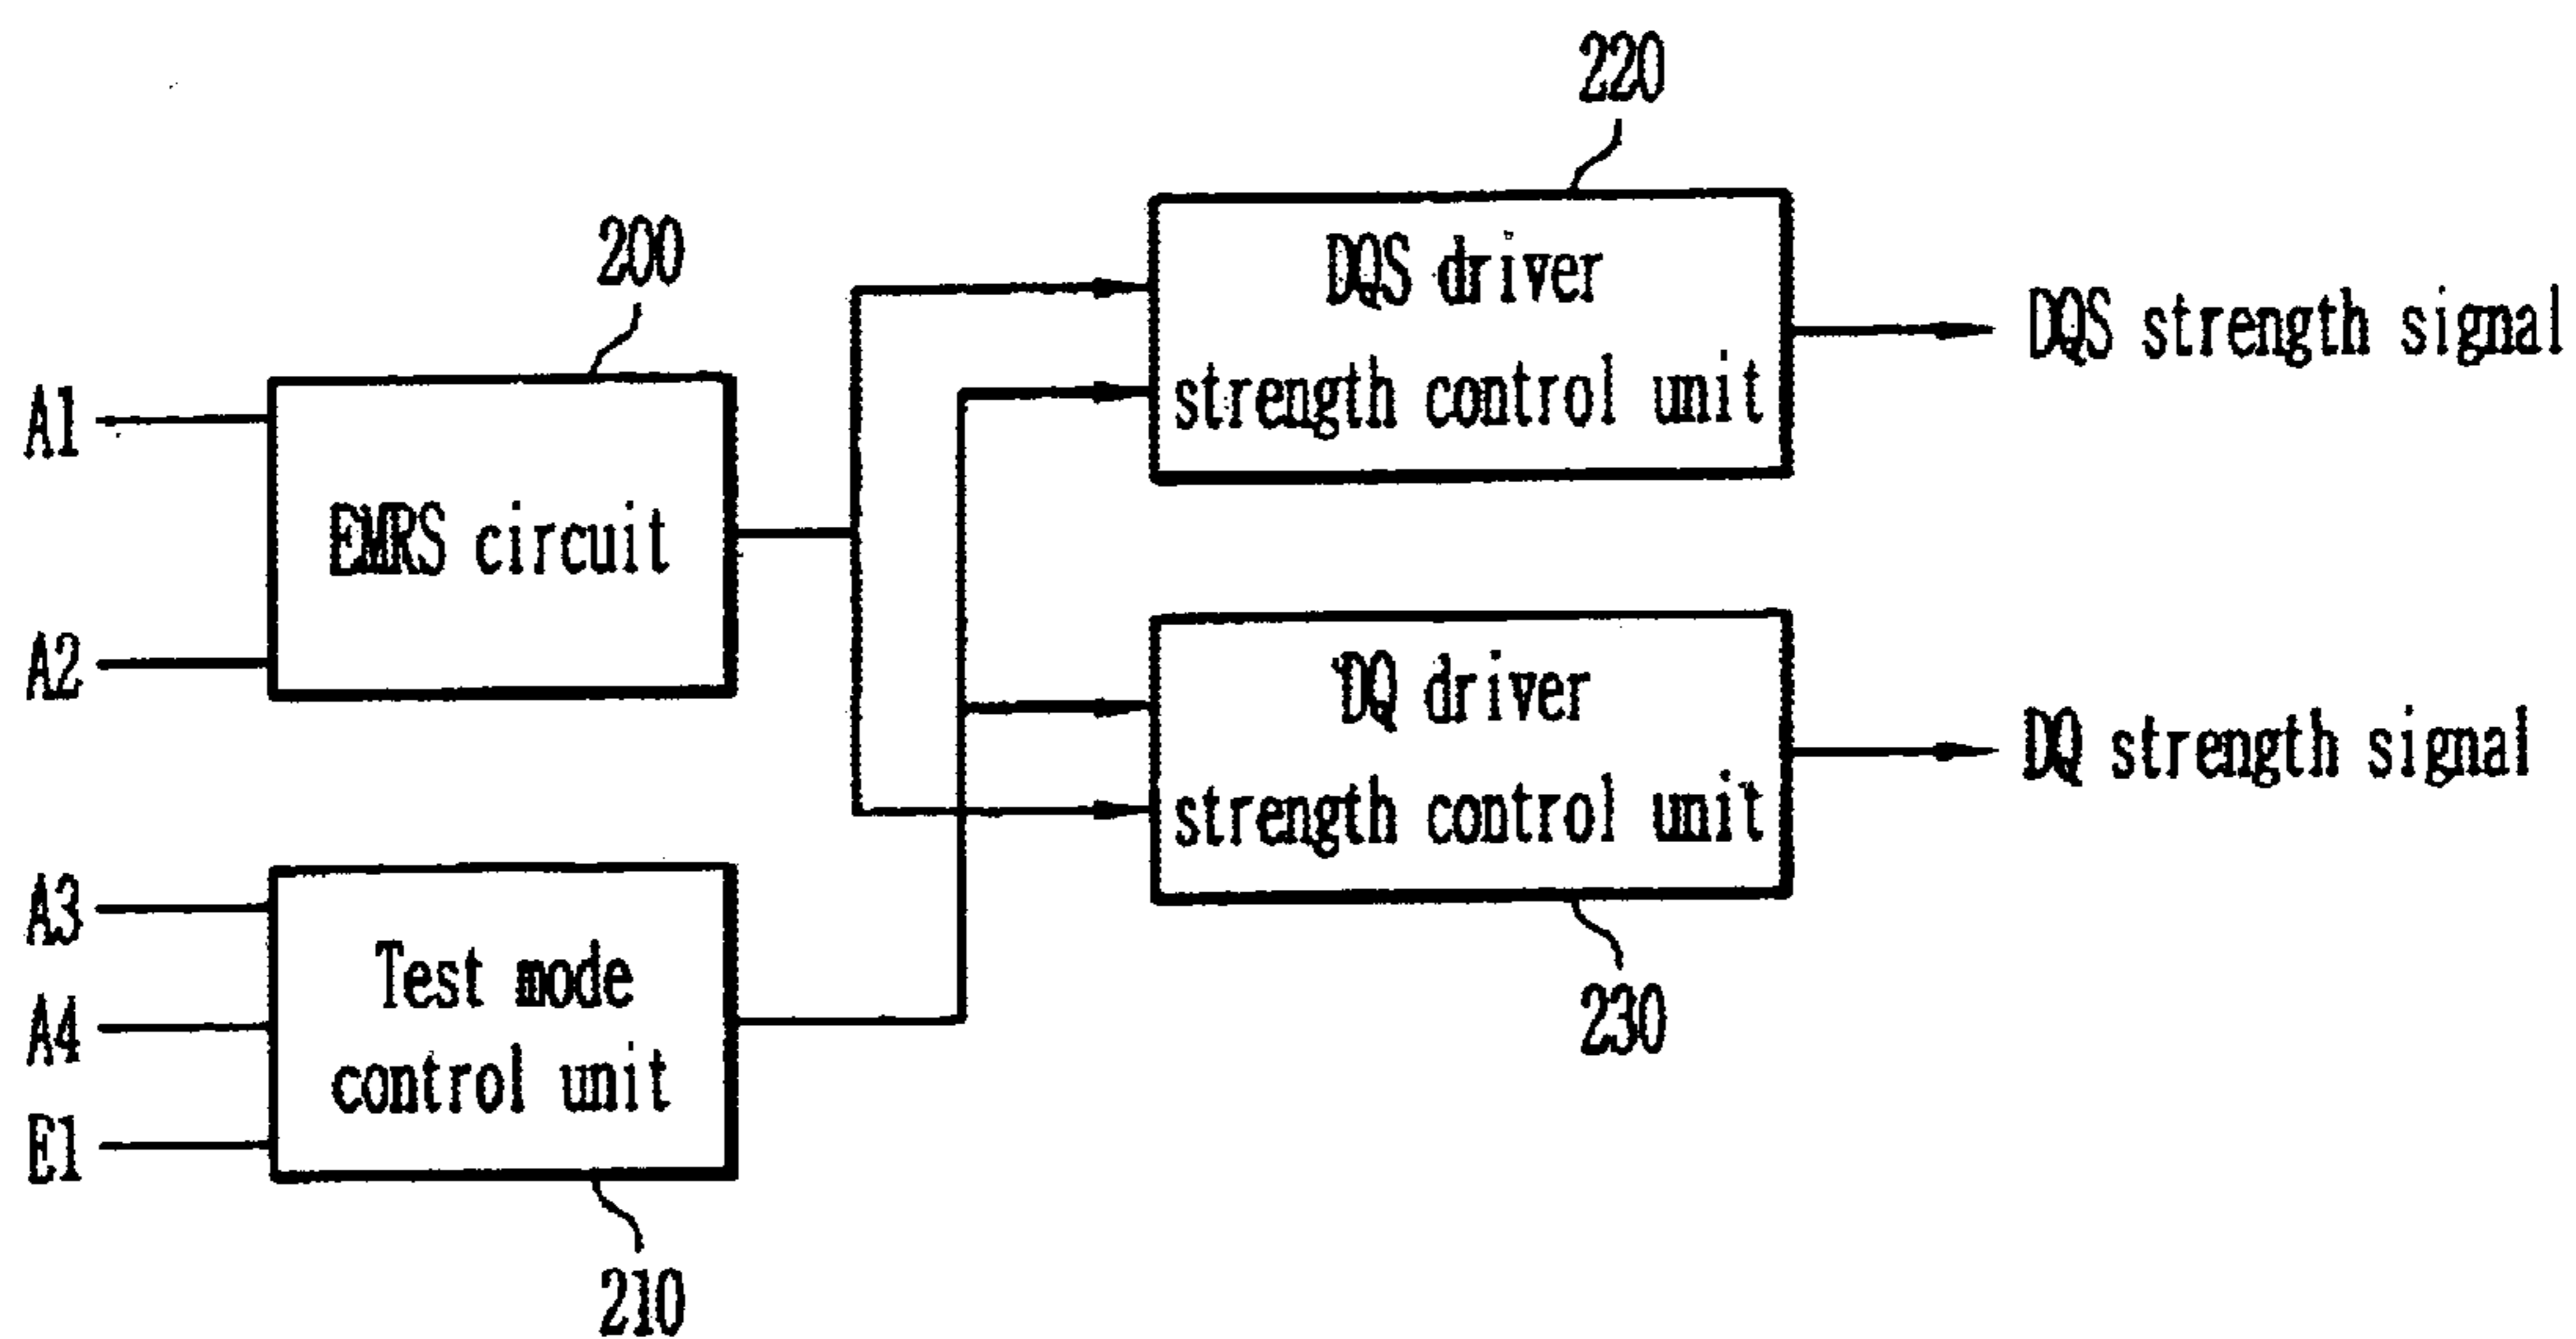 220
200
DQS driver
strength control unit
DQS strength signal
A1
EMRS circuit
A2
DQ driver
strength control unit
DQ strength signal
A3
Test mode
control unit
A4
E1
230
210